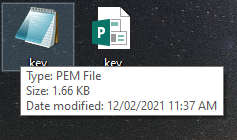 key
key
Type: PEM File
Size: 1.66 KB
Date modified: 12/02/2021 11:37 AM